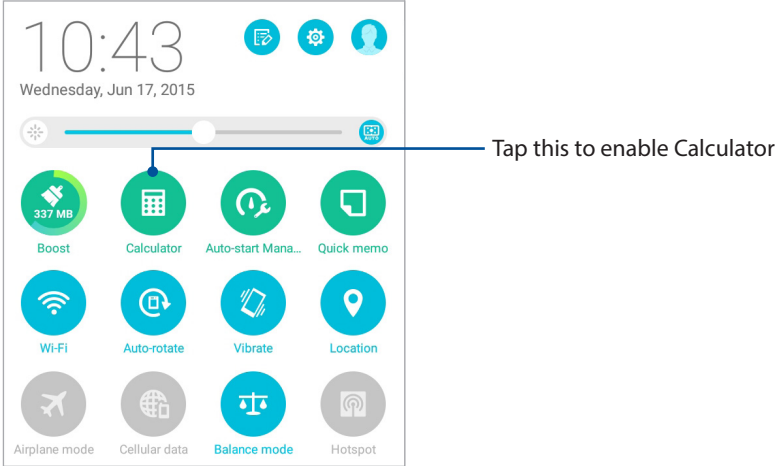 10:43
Wednesday, Jun 17, 2015
AUTO
Tap this to enable Calculator
337 MB
Boost Calculator Auto-start Mana... Quick memo
Wi-Fi Auto-rotate Vibrate Location
Airplane mode Cellular data Balance mode Hotspot